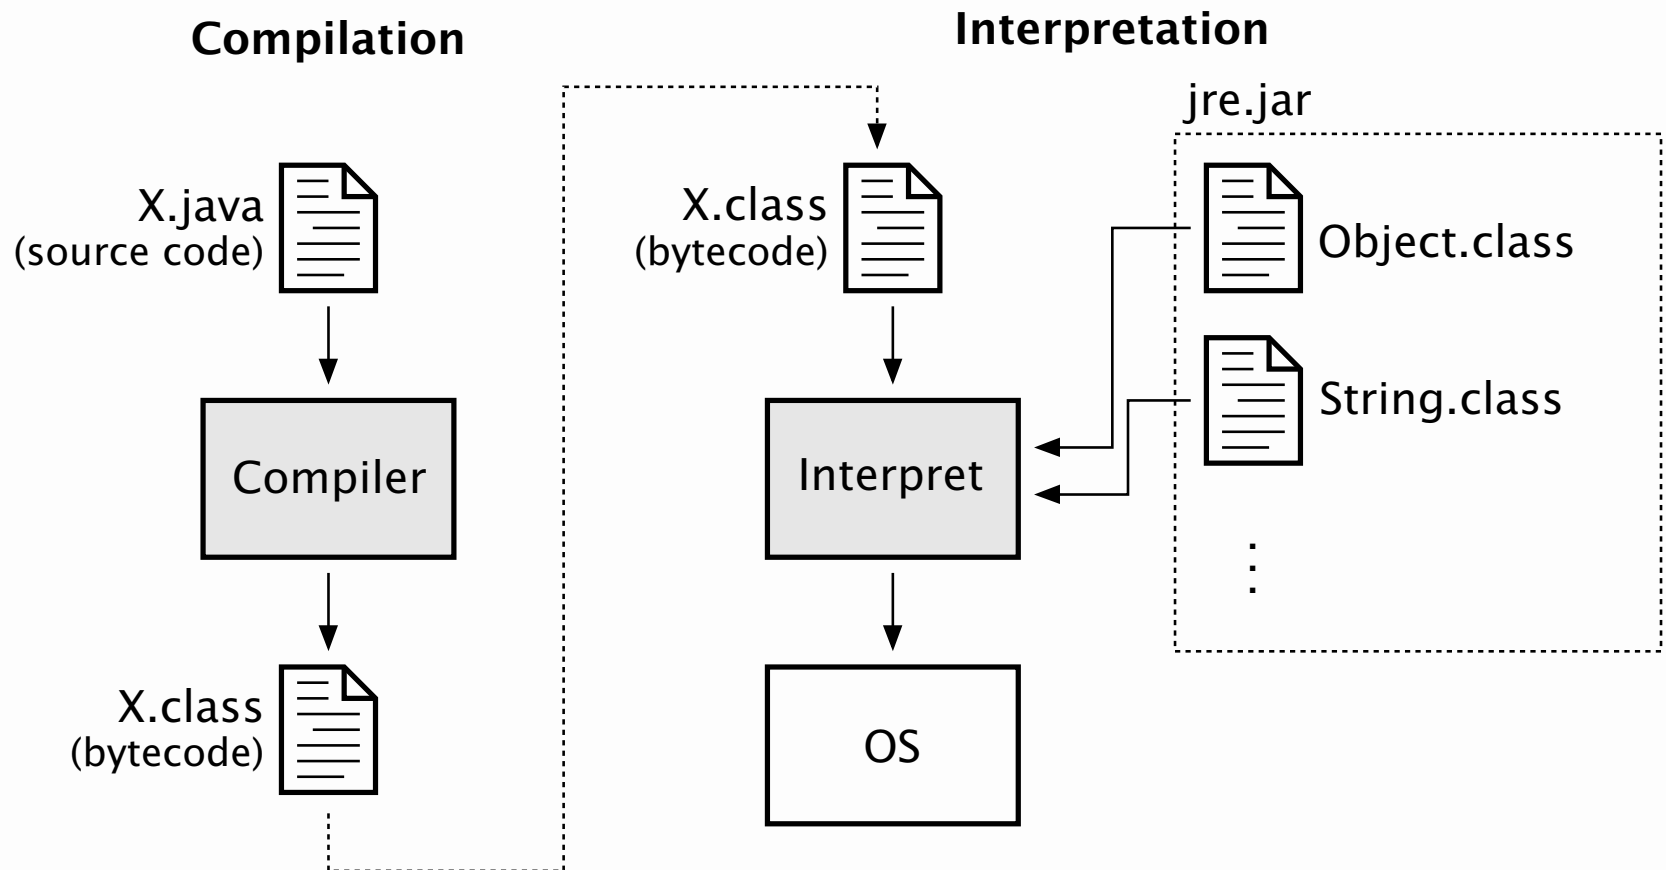 Compilation
X.java
(source code)
Compiler
X.class
(bytecode)
Interpretation
X.class
(bytecode)
Interpret
OS
jre.jar
Object.class
String.class